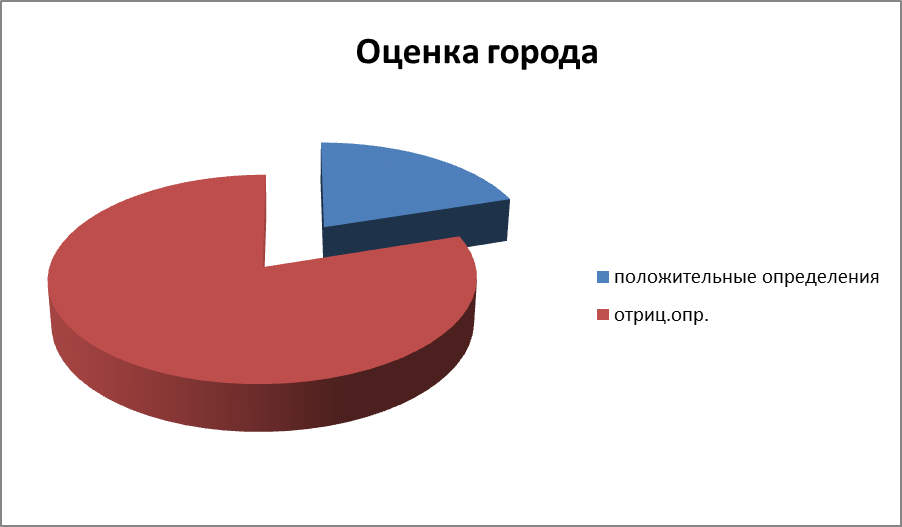 Оценка города
положительные определения
отриц.опр.